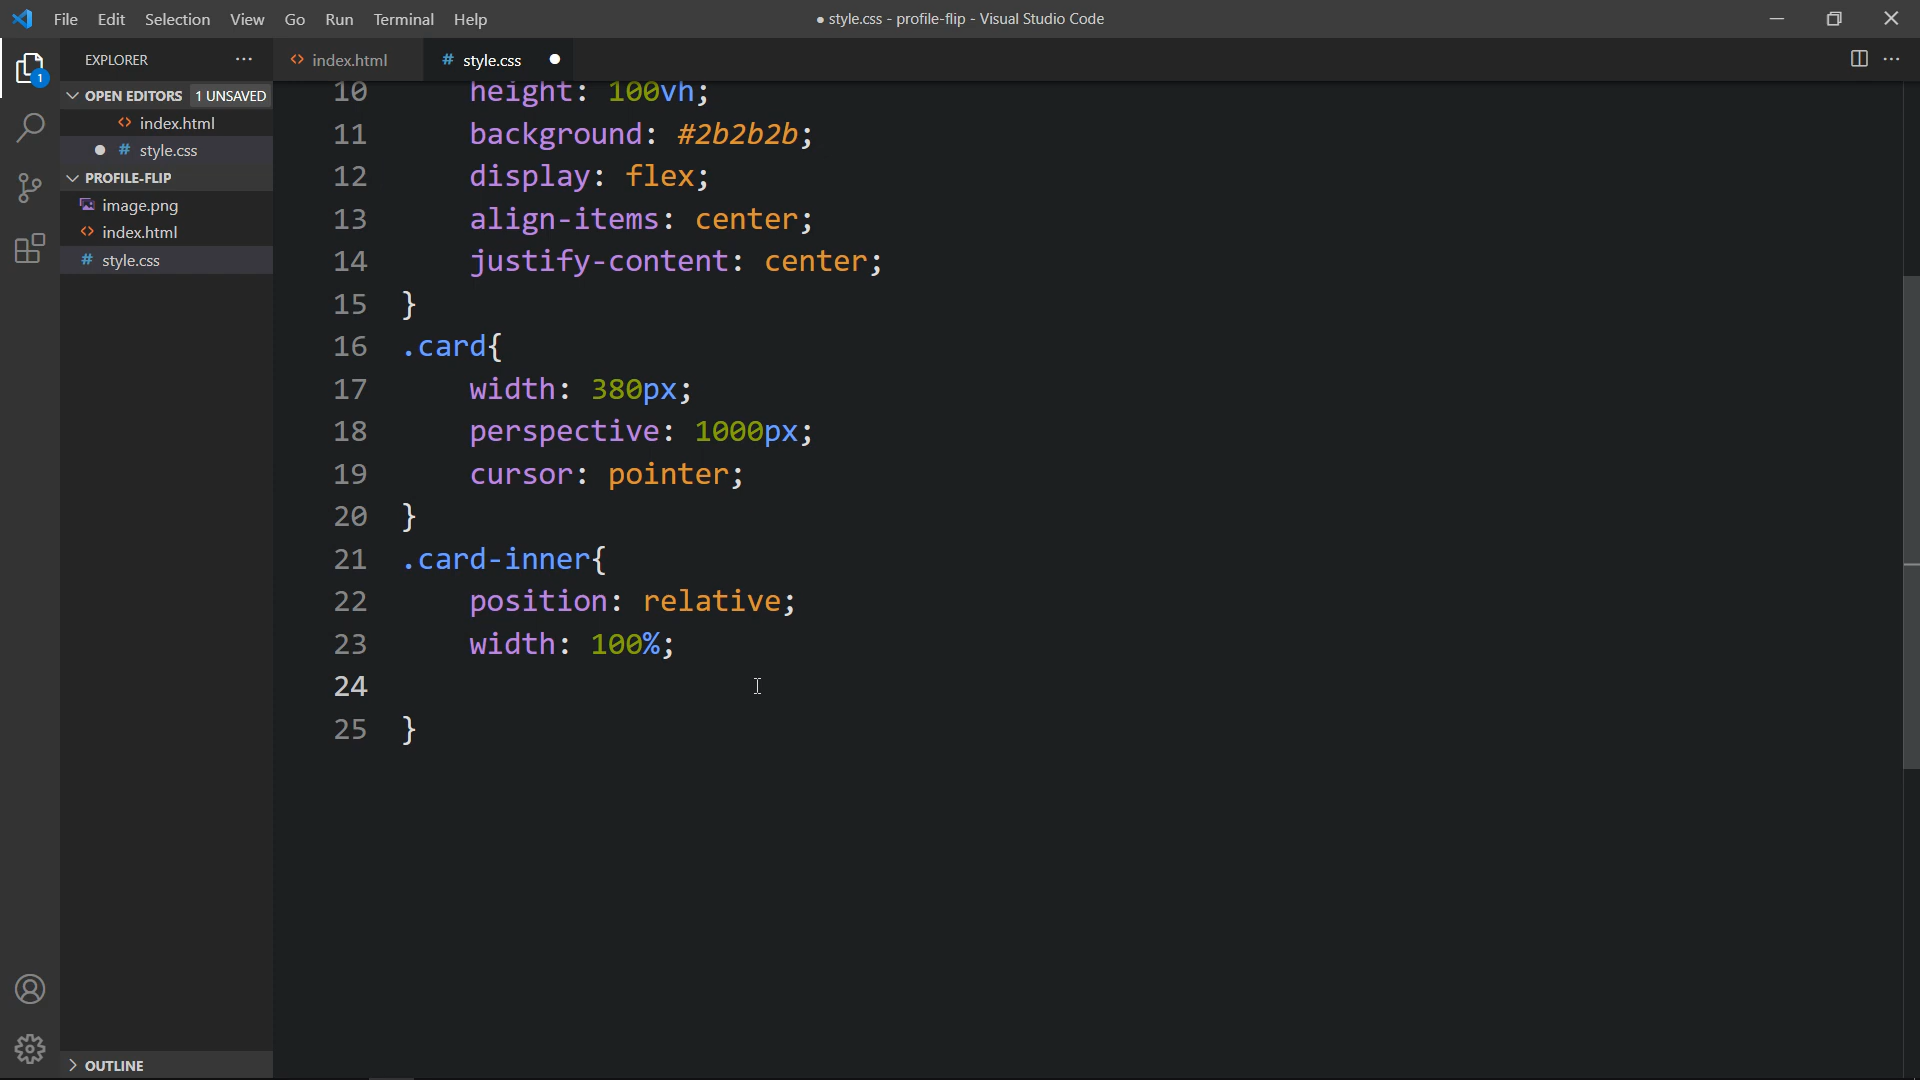 File Edit Selection View Go Run Terminal Help
● style.css - profile-flip - Visual Studio Code
EXPLORER ···
<> index.html
# style.css ●
1
OPEN EDITORS 1 UNSAVED
<> index.html
● # style.css
PROFILE-FLIP
image.png
<> index.html
# style.css
10 height: 100vh;
11 background: #2b2b2b;
12 display: flex;
13 align-items: center;
14 justify-content: center;
15 }
16 .card{
17 width: 380px;
18 perspective: 1000px;
19 cursor: pointer;
20 }
21 .card-inner{
22 position: relative;
23 width: 100%;
24
25 }
OUTLINE